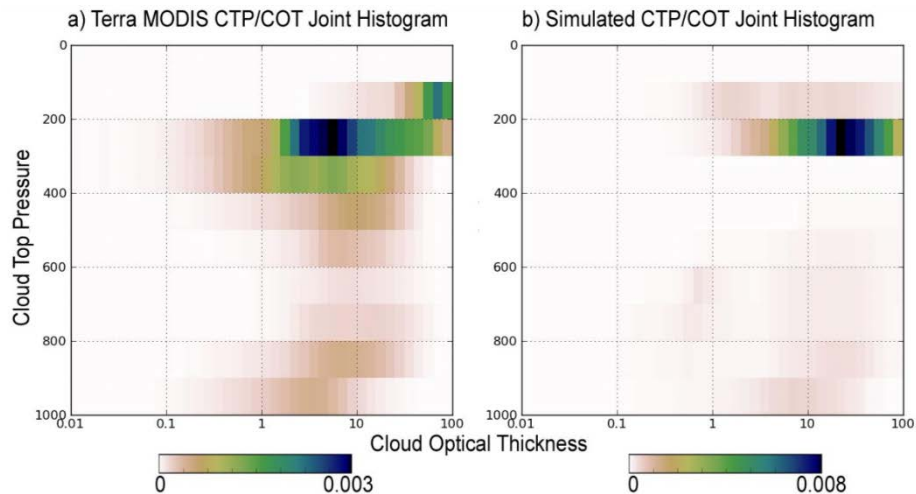 a) Terra MODIS CTP/COT Joint Histogram
b) Simulated CTP/COT Joint Histogram
Cloud Top Pressure
0
200
400
600
800
1000
0.01 0.1 1 10 100
0
200
400
600
800
1000
0.01 0.1 1 10 100
Cloud Optical Thickness
0 0.003
0 0.008